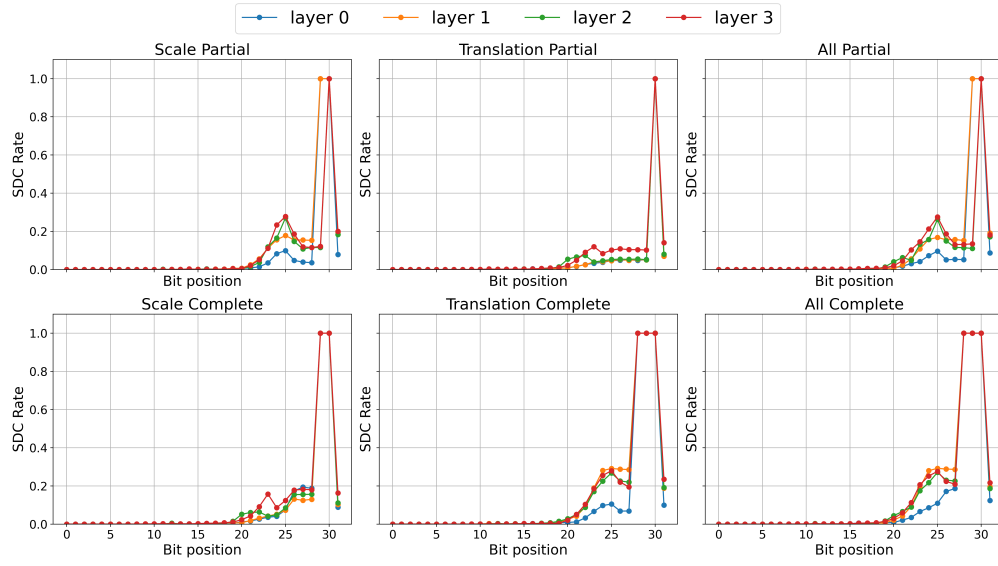 layer 0 layer 1 layer 2 layer 3
Scale Partial Translation Partial All Partial
SDC Rate SDC Rate SDC Rate
1.0
0.8
0.6
0.4
0.2
0.0
Bit position Bit position Bit position
Scale Complete Translation Complete All Complete
SDC Rate SDC Rate SDC Rate
1.0
0.8
0.6
0.4
0.2
0.0
0 5 10 15 20 25 30 0 5 10 15 20 25 30 0 5 10 15 20 25 30
Bit position Bit position Bit position